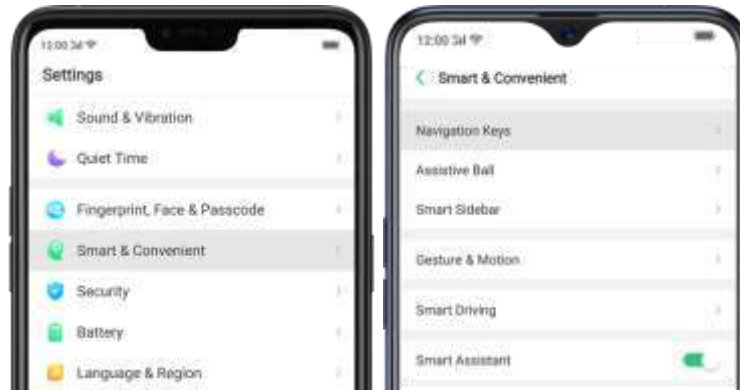 12:00
Settings
Sound & Vibration
Quiet Time
Fingerprint, Face & Passcode
Smart & Convenient
Security
Battery
Language & Region
12:00
Smart & Convenient
Navigation Keys
Assistive Ball
Smart Sidebar
Gesture & Motion
Smart Driving
Smart Assistant